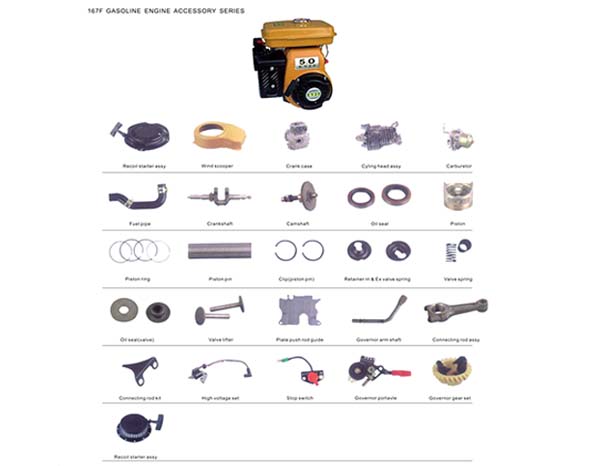 167F GASOLINE ENGINE ACCESSORY SERIES
5.0
Recoil starter assy Wind scooper Crank case Cyling head assy Carburetor
Fuel pipe Crankshaft Camshaft Oil seal Piston
Piston ring Piston pin Clip(piston pin) Retainer in & Ex valve spring Valve spring
Oil seal(valve) Valve lifter Plate push rod guide Governor arm shaft Connecting rod assy
Connecting rod kit High voltage set Stop switch Governor portavle Governor gear set
Recoil starter assy